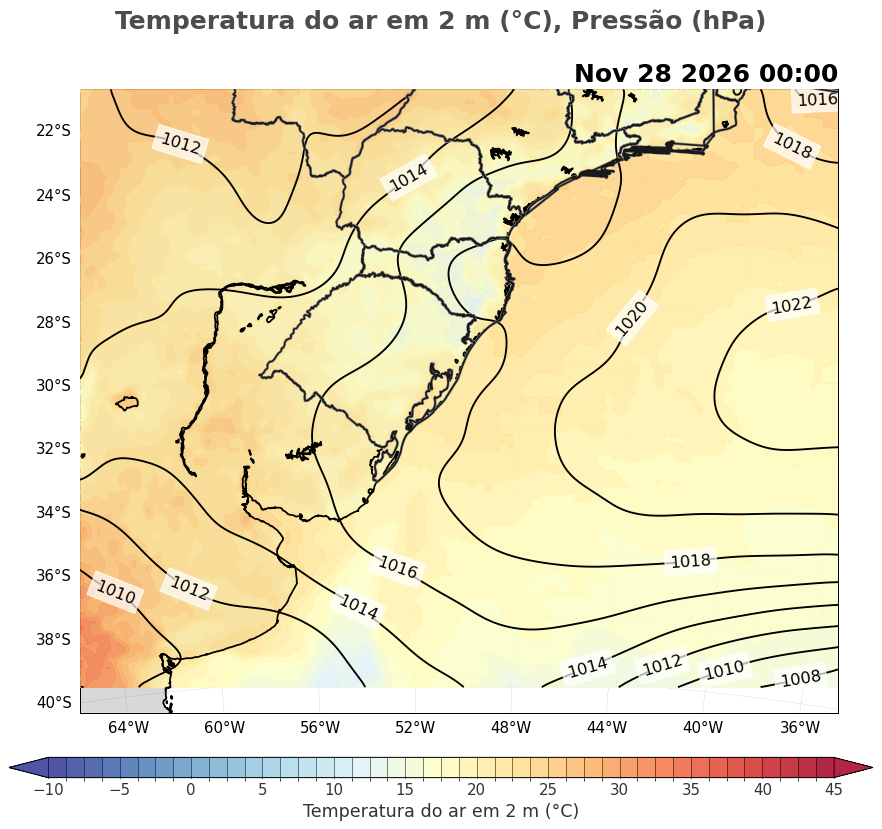 Temperatura do ar em 2 m (°C), Pressão (hPa)
Nov 28 2026 00:00
1016
22°S
1012
1018
1014
24°S
26°S
1022
28°S
1020
30°S
32°S
34°S
1018
1016
36°S
1010
1012
1014
38°S
1014
1012
1010
1008
40°S
64°W 60°W 56°W 52°W 48°W 44°W 40°W 36°W
−10 −5 0 5 10 15 20 25 30 35 40 45
Temperatura do ar em 2 m (°C)